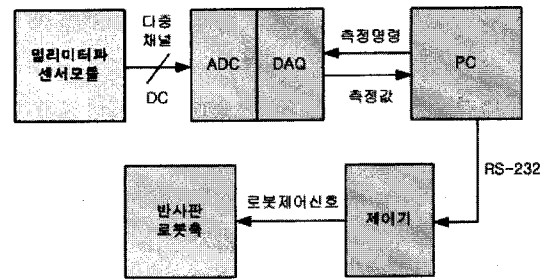 밀리미터파
센서모듈
다중
채널
DC
ADC
DAQ
측정명령
측정값
PC
RS-232
제어기
로봇제어신호
반사판
로봇축